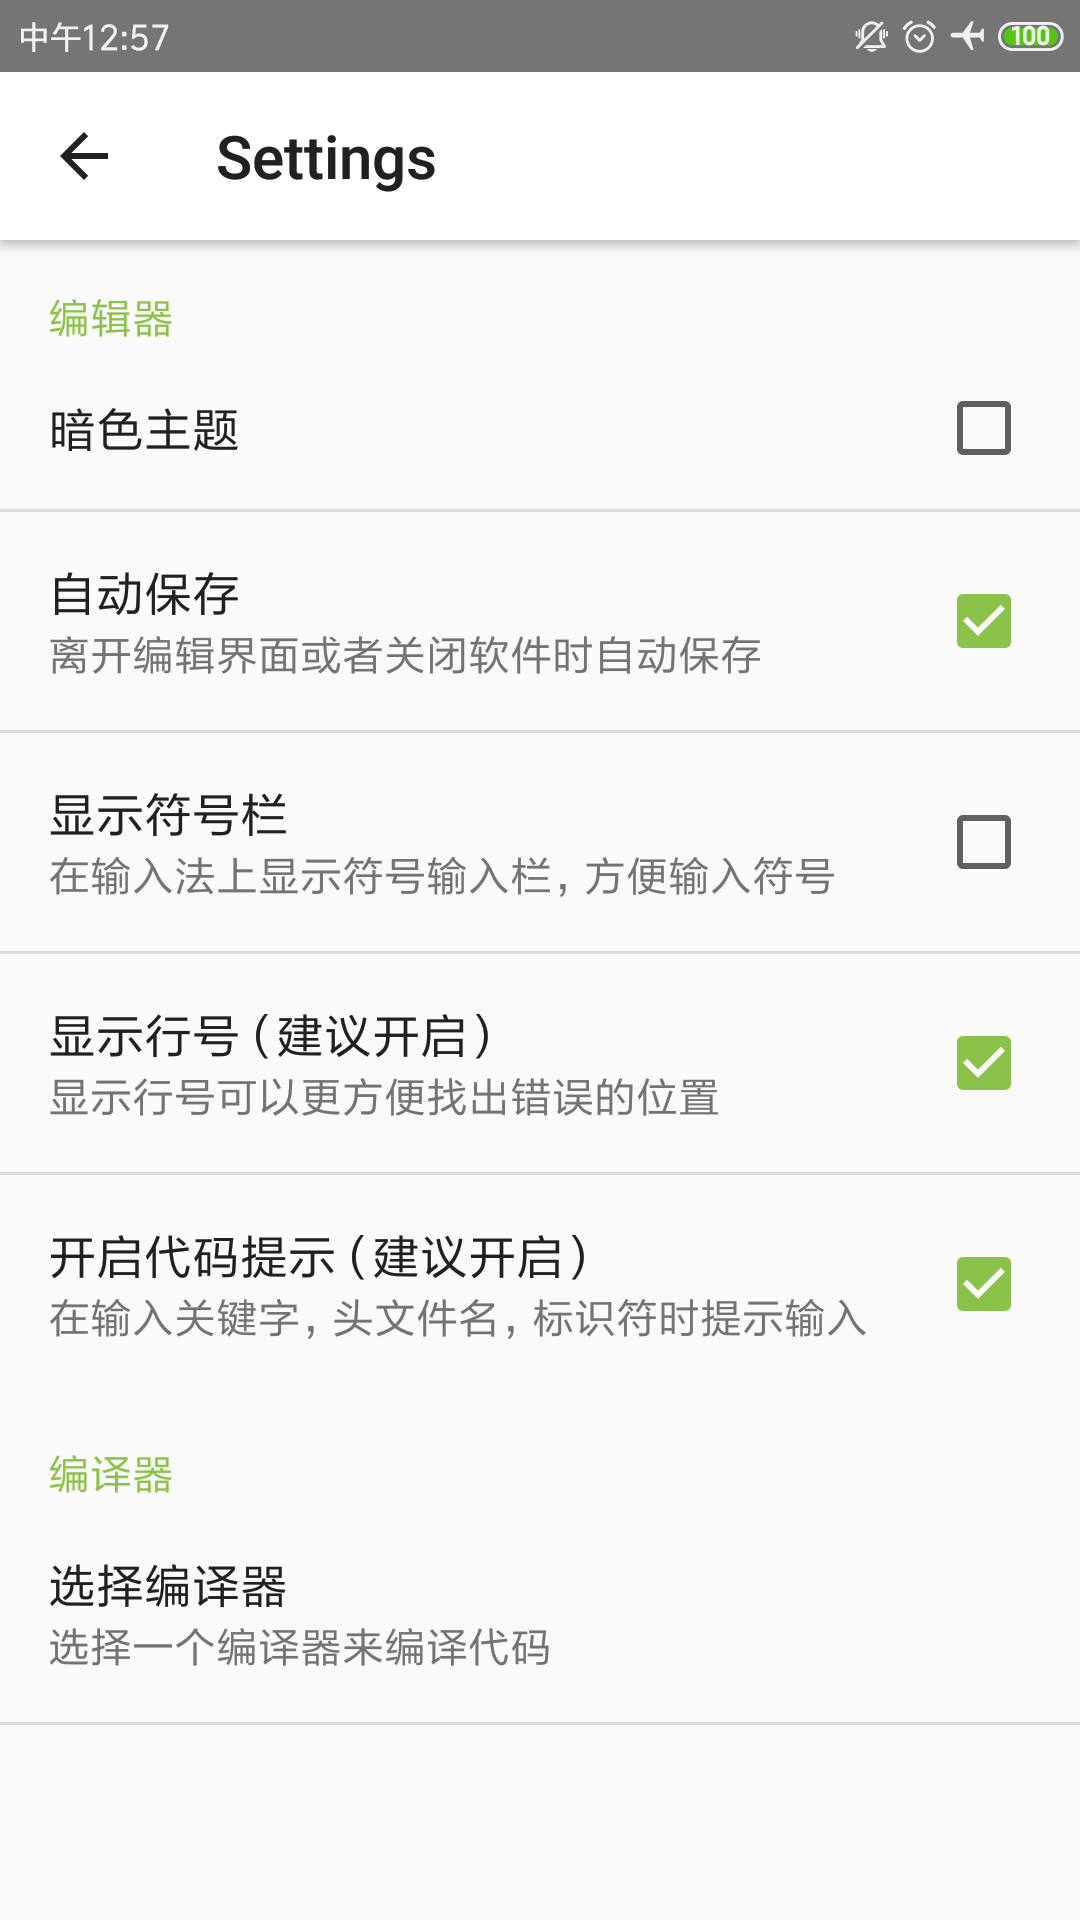 中午12:57
100
Settings
编辑器
暗色主题
自动保存
离开编辑界面或者关闭软件时自动保存
显示符号栏
在输入法上显示符号输入栏，方便输入符号
显示行号（建议开启）
显示行号可以更方便找出错误的位置
开启代码提示（建议开启）
在输入关键字，头文件名，标识符时提示输入
编译器
选择编译器
选择一个编译器来编译代码